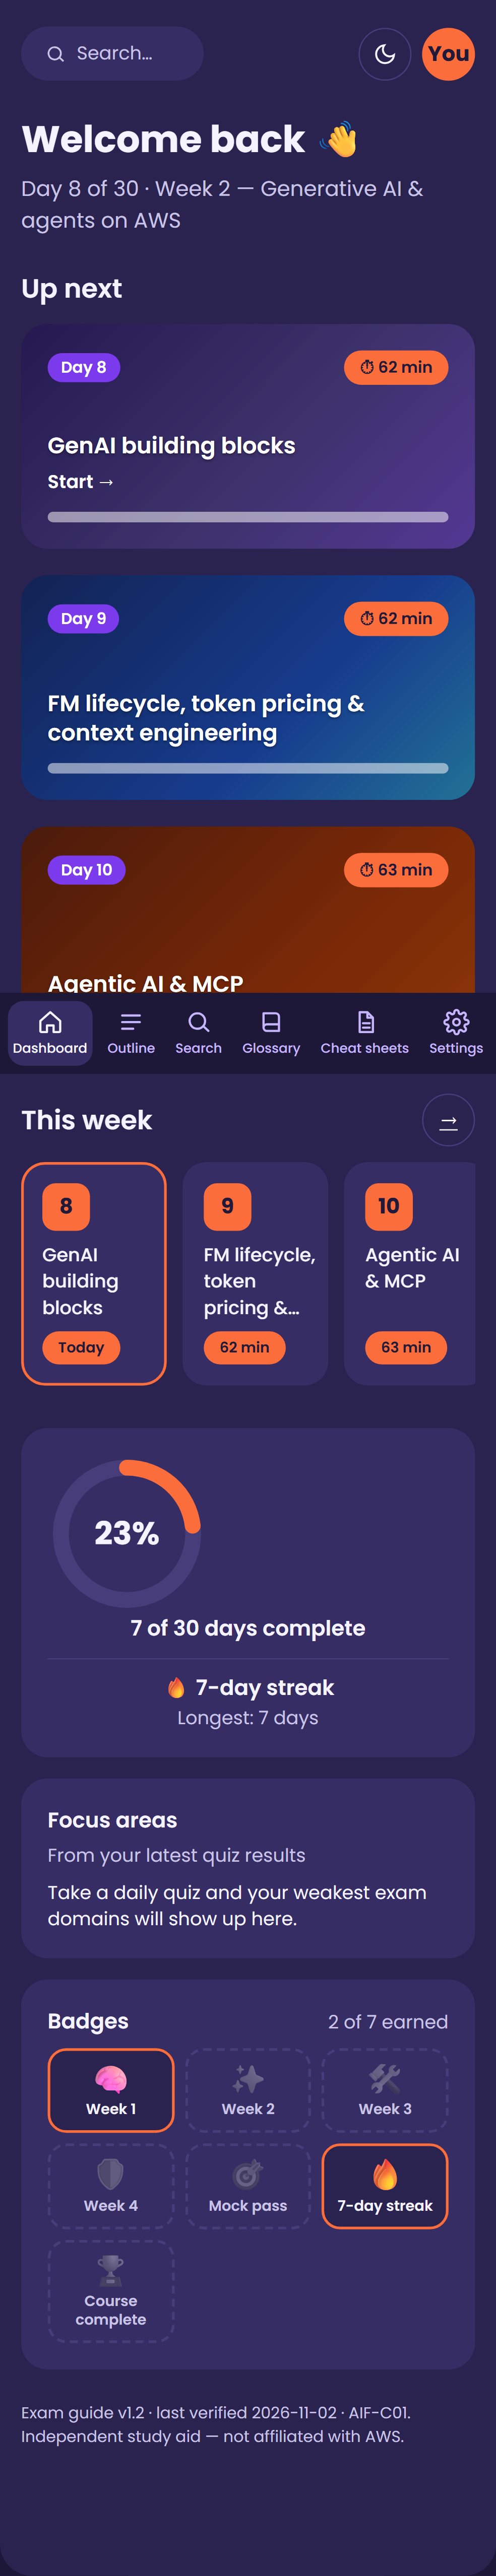 Search...
You
Welcome back 👋
Day 8 of 30 · Week 2 — Generative AI &
agents on AWS
Up next
Day 8
⏱ 62 min
GenAI building blocks
Start →
Day 9
⏱ 62 min
FM lifecycle, token pricing &
context engineering
Day 10
⏱ 63 min
Agentic AI & MCP
Dashboard
Outline
Search
Glossary
Cheat sheets
Settings
This week
→
8
GenAI
building
blocks
Today
9
FM lifecycle,
token
pricing &...
62 min
10
Agentic AI
& MCP
63 min
23%
7 of 30 days complete
🔥 7-day streak
Longest: 7 days
Focus areas
From your latest quiz results
Take a daily quiz and your weakest exam
domains will show up here.
Badges
2 of 7 earned
Week 1
Week 2
Week 3
Week 4
Mock pass
7-day streak
Course
complete
Exam guide v1.2 · last verified 2026-11-02 · AIF-C01.
Independent study aid — not affiliated with AWS.